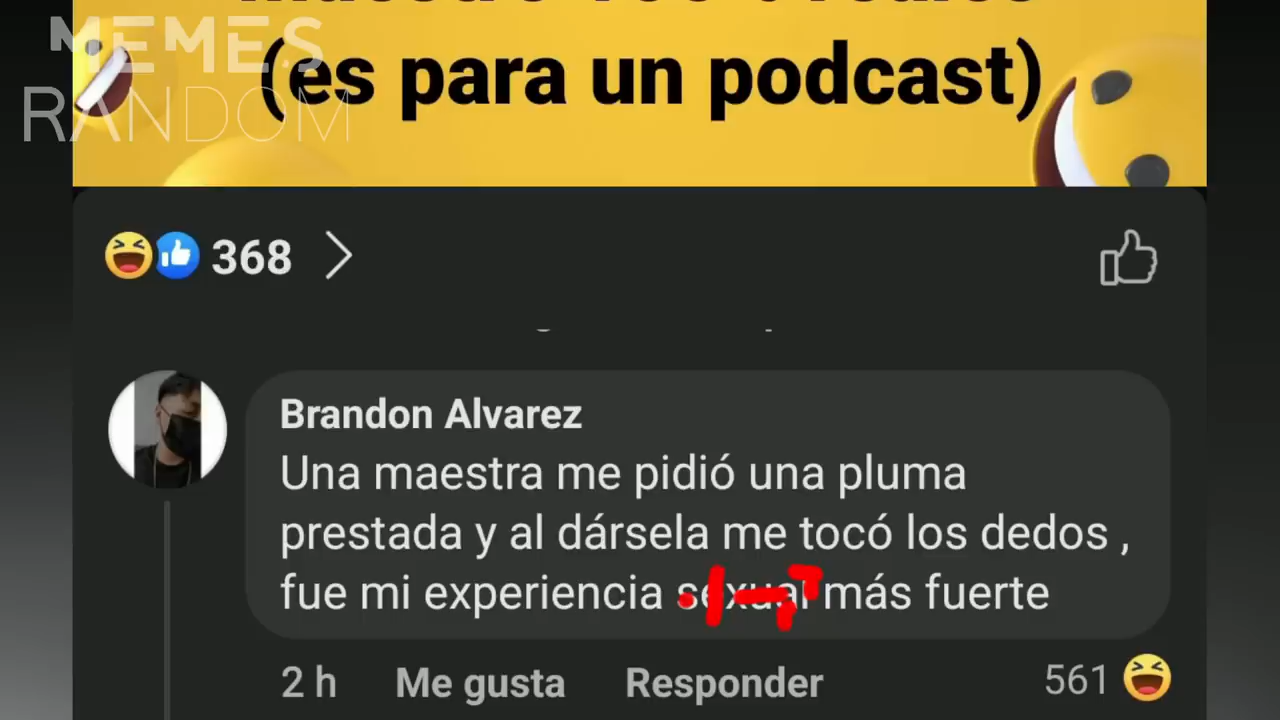 MEMES
RANDOM
(es para un podcast)
368
Brandon Alvarez
Una maestra me pidió una pluma
prestada y al dársela me tocó los dedos ,
fue mi experiencia sexual más fuerte
2 h Me gusta Responder 561